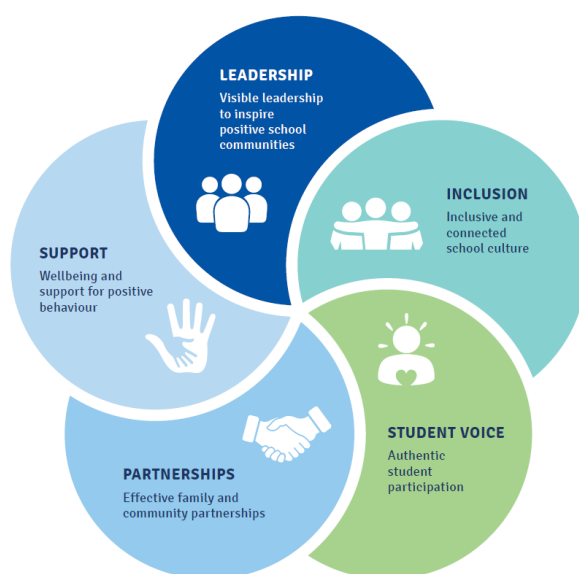 LEADERSHIP
Visible leadership
to inspire
positive school
communities
INCLUSION
Inclusive and
connected
school culture
STUDENT VOICE
Authentic
student
participation
PARTNERSHIPS
Effective family and
community partnerships
SUPPORT
Wellbeing and
support for positive
behaviour